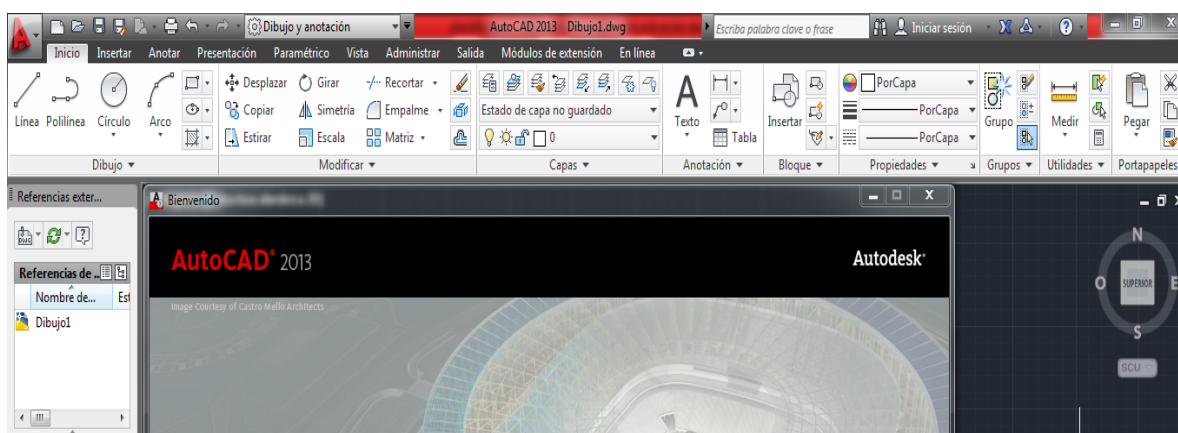 Dibujo y anotación AutoCAD 2013 Dibujo1.dwg Escriba palabra clave o frase Iniciar sesión
Inicio Insertar Anotar Presentación Paramétrico Vista Administrar Salida Módulos de extensión En línea
Línea Polilínea Círculo Arco
Desplazar Girar Recortar
Copiar Simetría Empalme
Estirar Escala Matriz
Estado de capa no guardado
0
Texto
Tabla
Insertar
PorCapa
PorCapa
PorCapa
Grupo
Medir
Pegar
Dibujo Modificar Capas Anotación Bloque Propiedades Grupos Utilidades Portapapeles
Referencias exter...
DWG
Referencias de ..
Nombre de... Est
Dibujo1
Bienvenido
AutoCAD® 2013 Autodesk®
Image Courtesy of Castro Mello Architects
N
O SUPERIOR E
S
SCU